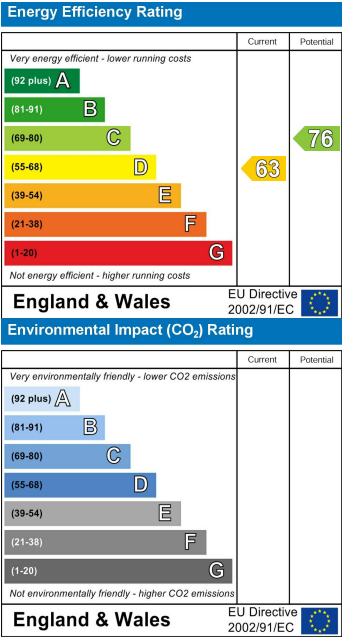 Energy Efficiency Rating
Current Potential
Very energy efficient - lower running costs
(92 plus) A
(81-91) B
(69-80) C
76
(55-68) D
63
(39-54) E
(21-38) F
(1-20) G
Not energy efficient - higher running costs
England & Wales
EU Directive
2002/91/EC
Environmental Impact (CO2) Rating
Current Potential
Very environmentally friendly - lower CO2 emissions
(92 plus) A
(81-91) B
(69-80) C
(55-68) D
(39-54) E
(21-38) F
(1-20) G
Not environmentally friendly - higher CO2 emissions
England & Wales
EU Directive
2002/91/EC